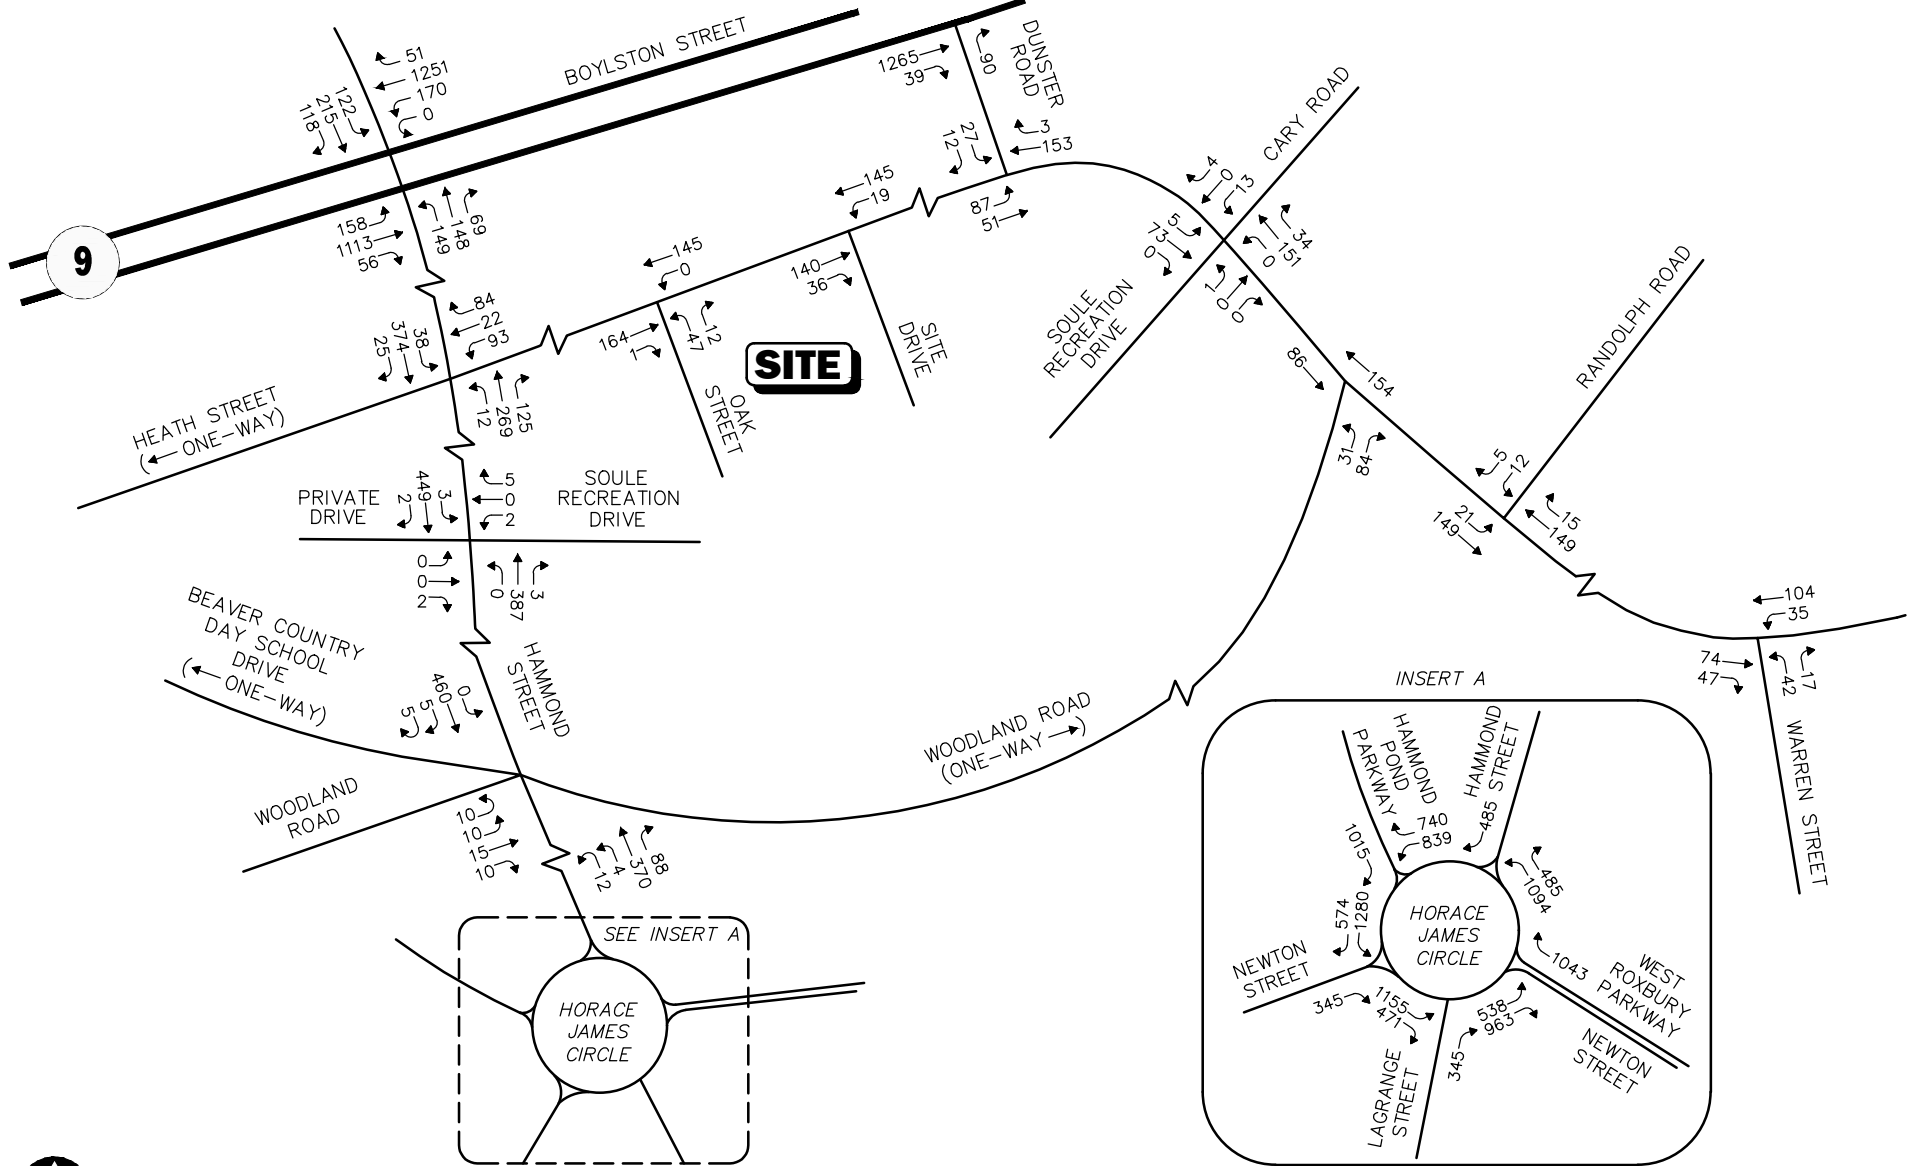 BOYLSTON STREET
9
51
1251
170
0
122
215
118
158
1113
56
149
148
69
1265
39
90
DUNSTER
ROAD
27
12
3
153
87
51
145
19
140
36
SITE
DRIVE
145
0
164
1
47
12
OAK
STREET
SITE
84
22
93
38
374
25
12
269
125
HEATH STREET
(← ONE-WAY)
CARY ROAD
4
0
13
5
73
0
34
151
0
1
0
0
SOULE
RECREATION
DRIVE
86
154
31
84
RANDOLPH ROAD
5
12
21
149
15
149
104
35
74
47
42
17
WARREN STREET
PRIVATE
DRIVE
2
449
3
5
0
2
SOULE
RECREATION
DRIVE
0
0
2
0
387
3
BEAVER COUNTRY
DAY SCHOOL
DRIVE
(← ONE-WAY)
HAMMOND
STREET
5
5
460
0
WOODLAND
ROAD
10
10
15
10
12
4
370
88
WOODLAND ROAD
(ONE-WAY →)
SEE INSERT A
HORACE
JAMES
CIRCLE
INSERT A
HAMMOND
POND
PARKWAY
HAMMOND
STREET
740
839
485
1015
485
1094
574
1280
HORACE
JAMES
CIRCLE
NEWTON
STREET
345
1155
471
538
963
1043
WEST
ROXBURY
PARKWAY
NEWTON
STREET
345
LAGRANGE
STREET